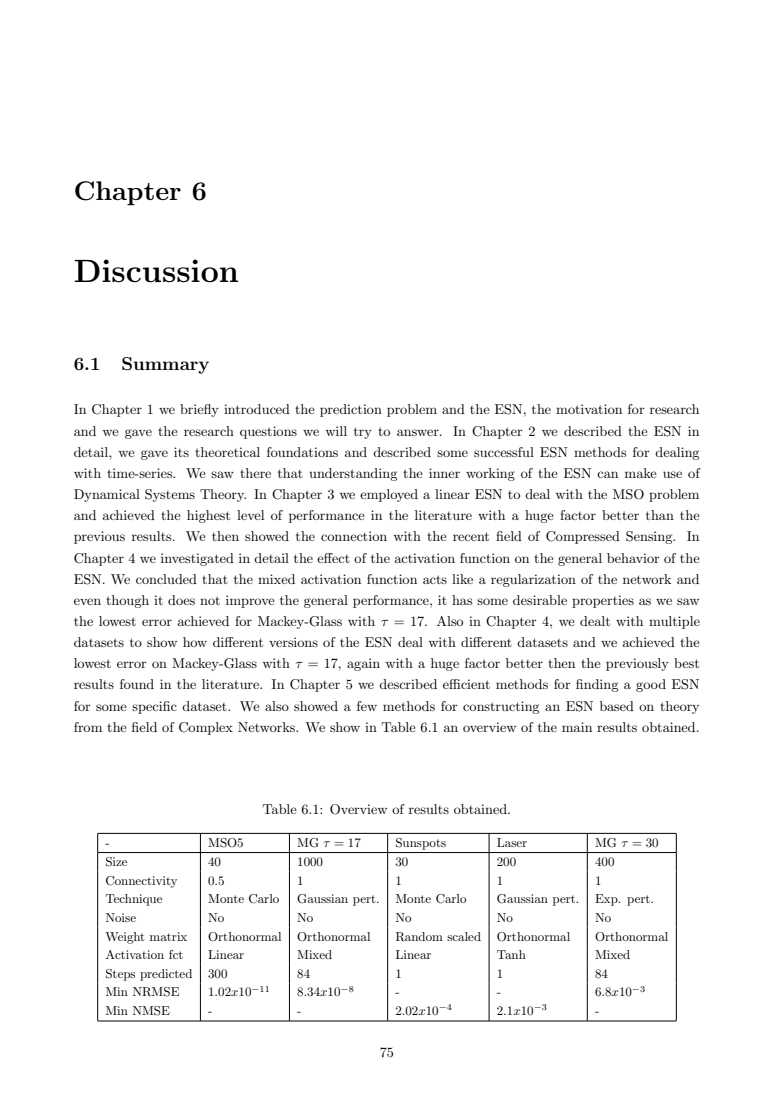 Chapter 6
Discussion
6.1 Summary
In Chapter 1 we briefly introduced the prediction problem and the ESN, the motivation for research
and we gave the research questions we will try to answer. In Chapter 2 we described the ESN in
detail, we gave its theoretical foundations and described some successful ESN methods for dealing
with time-series. We saw there that understanding the inner working of the ESN can make use of
Dynamical Systems Theory. In Chapter 3 we employed a linear ESN to deal with the MSO problem
and achieved the highest level of performance in the literature with a huge factor better than the
previous results. We then showed the connection with the recent field of Compressed Sensing. In
Chapter 4 we investigated in detail the effect of the activation function on the general behavior of the
ESN. We concluded that the mixed activation function acts like a regularization of the network and
even though it does not improve the general performance, it has some desirable properties as we saw
the lowest error achieved for Mackey-Glass with τ = 17. Also in Chapter 4, we dealt with multiple
datasets to show how different versions of the ESN deal with different datasets and we achieved the
lowest error on Mackey-Glass with τ = 17, again with a huge factor better then the previously best
results found in the literature. In Chapter 5 we described efficient methods for finding a good ESN
for some specific dataset. We also showed a few methods for constructing an ESN based on theory
from the field of Complex Networks. We show in Table 6.1 an overview of the main results obtained.
Table 6.1: Overview of results obtained.
- MSO5 MG τ = 17 Sunspots Laser MG τ = 30
Size 40 1000 30 200 400
Connectivity 0.5 1 1 1 1
Technique Monte Carlo Gaussian pert. Monte Carlo Gaussian pert. Exp. pert.
Noise No No No No No
Weight matrix Orthonormal Orthonormal Random scaled Orthonormal Orthonormal
Activation fct Linear Mixed Linear Tanh Mixed
Steps predicted 300 84 1 1 84
Min NRMSE 1.02x10⁻¹¹ 8.34x10⁻⁸ - - 6.8x10⁻³
Min NMSE - - 2.02x10⁻⁴ 2.1x10⁻³ -
75